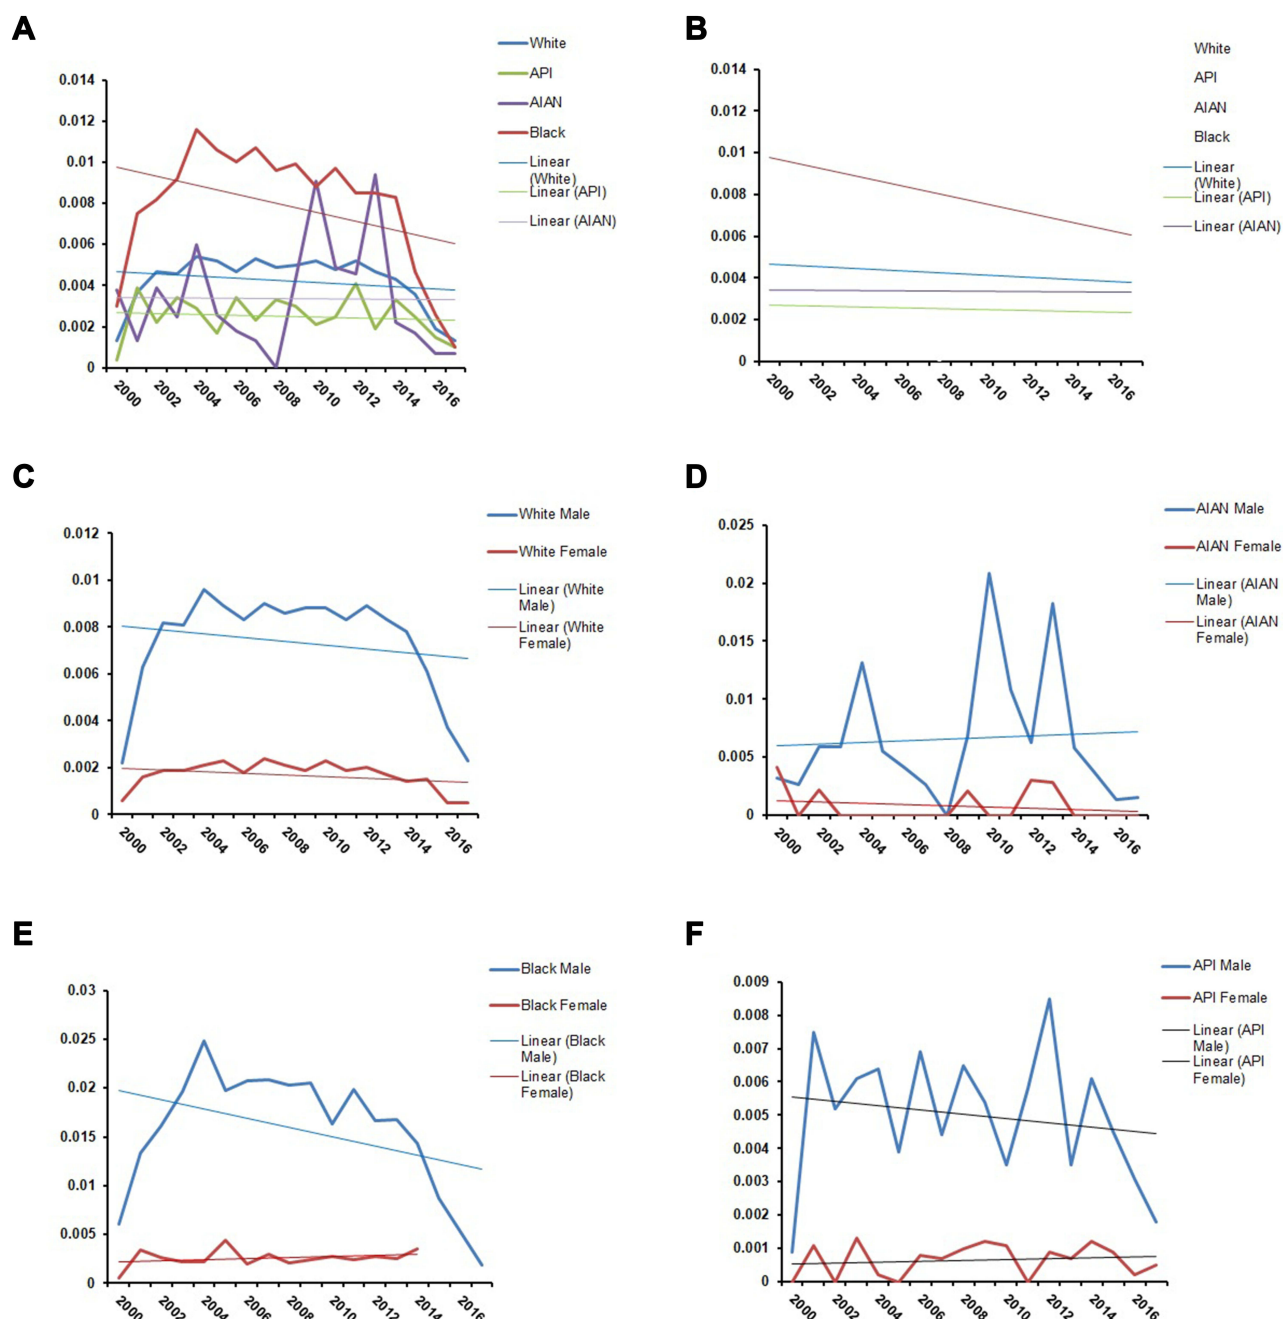 A
White
API
AIAN
Black
Linear
(White)
Linear (API)
Linear (AIAN)
0.014
0.012
0.01
0.008
0.006
0.004
0.002
0
2000
2002
2004
2006
2008
2010
2012
2014
2016
B
White
API
AIAN
Black
Linear
(White)
Linear (API)
Linear (AIAN)
0.014
0.012
0.01
0.008
0.006
0.004
0.002
0
2000
2002
2004
2006
2008
2010
2012
2014
2016
C
White Male
White Female
Linear (White
Male)
Linear (White
Female)
0.012
0.01
0.008
0.006
0.004
0.002
0
2000
2002
2004
2006
2008
2010
2012
2014
2016
D
AIAN Male
AIAN Female
Linear (AIAN
Male)
Linear (AIAN
Female)
0.025
0.02
0.015
0.01
0.005
0
2000
2002
2004
2006
2008
2010
2012
2014
2016
E
Black Male
Black Female
Linear (Black
Male)
Linear (Black
Female)
0.03
0.025
0.02
0.015
0.01
0.005
0
2000
2002
2004
2006
2008
2010
2012
2014
2016
F
API Male
API Female
Linear (API
Male)
Linear (API
Female)
0.009
0.008
0.007
0.006
0.005
0.004
0.003
0.002
0.001
0
2000
2002
2004
2006
2008
2010
2012
2014
2016